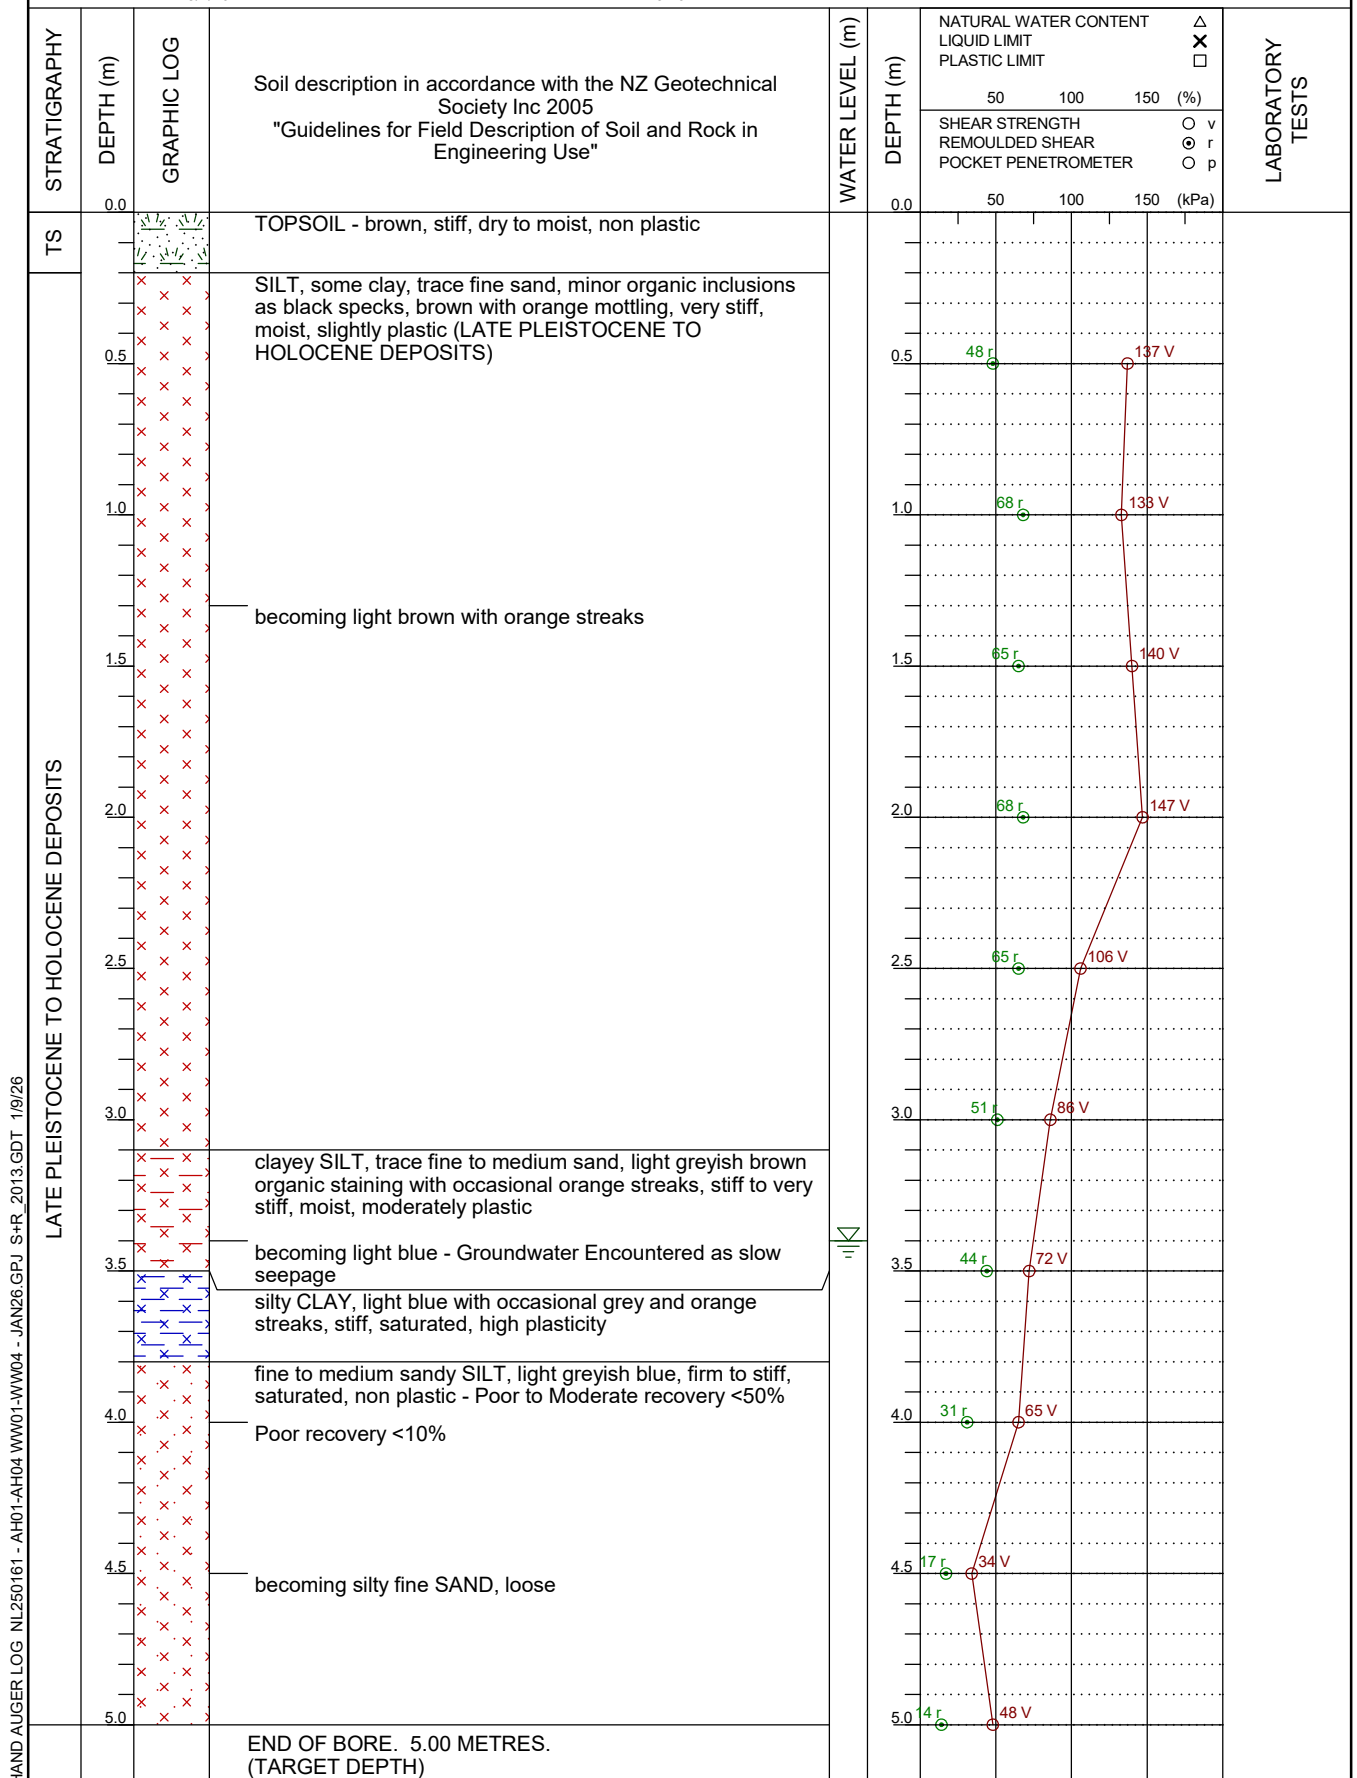 STRATIGRAPHY
DEPTH (m)
GRAPHIC LOG
Soil description in accordance with the NZ Geotechnical
Society Inc 2005
"Guidelines for Field Description of Soil and Rock in
Engineering Use"
WATER LEVEL (m)
DEPTH (m)
NATURAL WATER CONTENT
LIQUID LIMIT
PLASTIC LIMIT
50 100 150 (%)
SHEAR STRENGTH v
REMOULDED SHEAR r
POCKET PENETROMETER p
50 100 150 (kPa)
LABORATORY
TESTS
0.0
0.0
TS
TOPSOIL - brown, stiff, dry to moist, non plastic
SILT, some clay, trace fine sand, minor organic inclusions
as black specks, brown with orange mottling, very stiff,
moist, slightly plastic (LATE PLEISTOCENE TO
HOLOCENE DEPOSITS)
0.5
0.5
48 r
137 V
1.0
1.0
68 r
133 V
becoming light brown with orange streaks
1.5
1.5
65 r
140 V
LATE PLEISTOCENE TO HOLOCENE DEPOSITS
2.0
2.0
68 r
147 V
2.5
2.5
65 r
106 V
3.0
3.0
51 r
86 V
clayey SILT, trace fine to medium sand, light greyish brown
organic staining with occasional orange streaks, stiff to very
stiff, moist, moderately plastic
becoming light blue - Groundwater Encountered as slow
seepage
3.5
3.5
44 r
72 V
silty CLAY, light blue with occasional grey and orange
streaks, stiff, saturated, high plasticity
fine to medium sandy SILT, light greyish blue, firm to stiff,
saturated, non plastic - Poor to Moderate recovery <50%
4.0
4.0
31 r
65 V
Poor recovery <10%
4.5
4.5
17 r
34 V
becoming silty fine SAND, loose
5.0
5.0
14 r
48 V
END OF BORE. 5.00 METRES.
(TARGET DEPTH)
HAND AUGER LOG NL250161 - AH01-AH04 WW01-WW04 - JAN26.GPJ S+R_2013.GDT 1/9/26